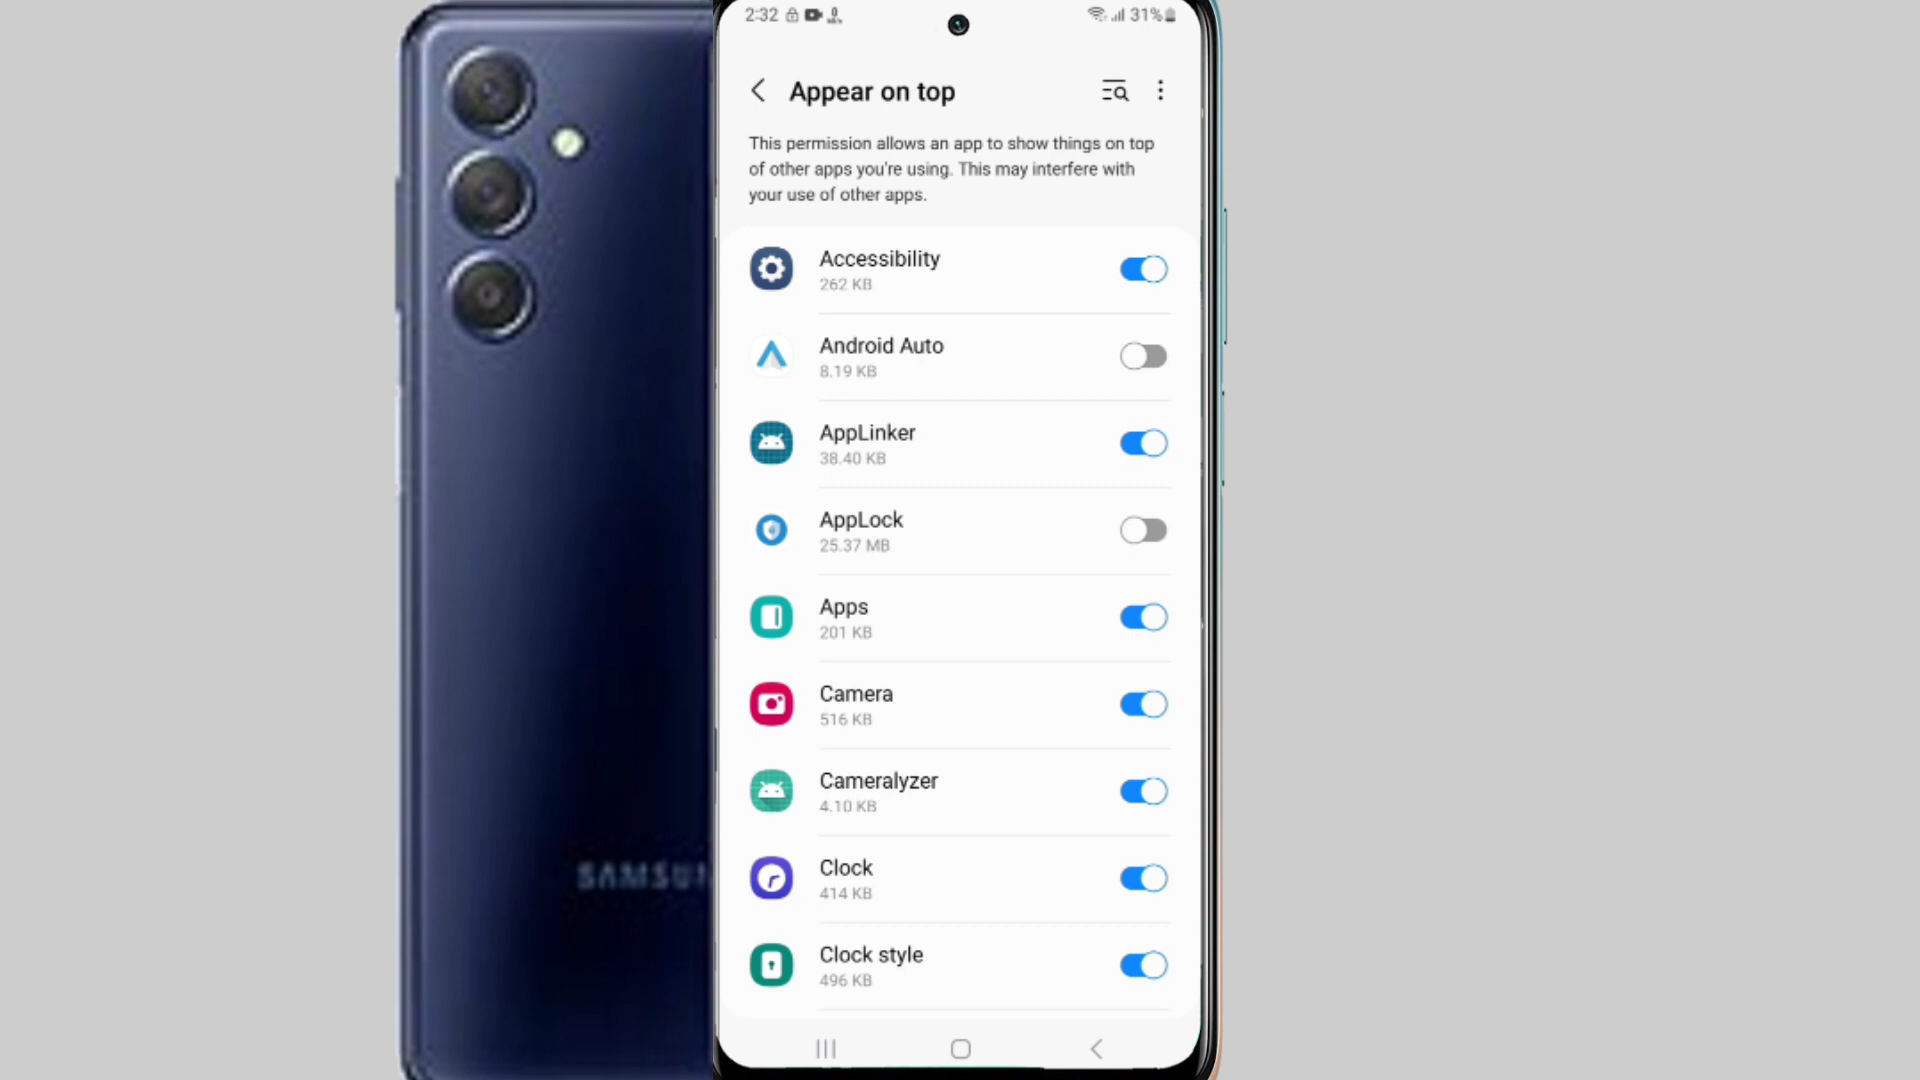 2:32
31%
Appear on top
This permission allows an app to show things on top
of other apps you're using. This may interfere with
your use of other apps.
Accessibility
262 KB
Android Auto
8.19 KB
AppLinker
38.40 KB
AppLock
25.37 MB
Apps
201 KB
Camera
516 KB
Cameralyzer
4.10 KB
Clock
414 KB
Clock style
496 KB
SAMSUN